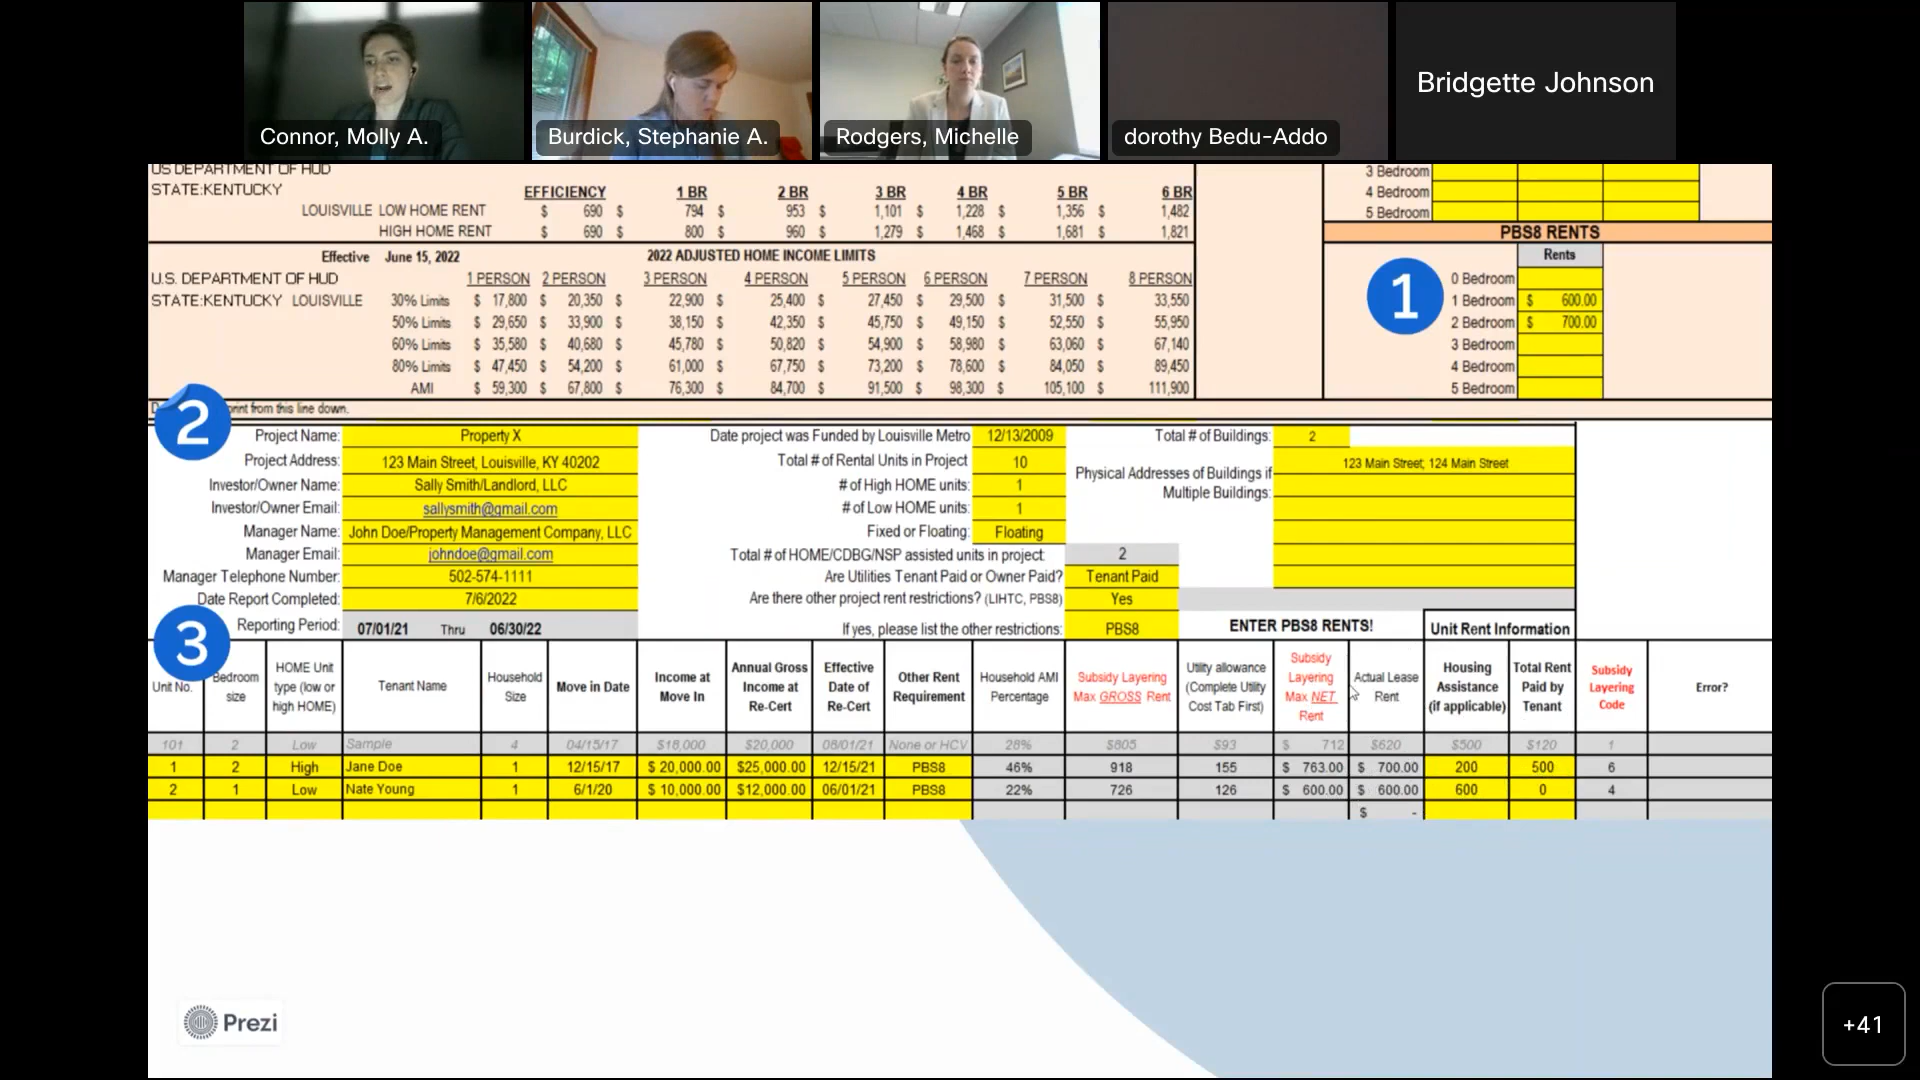 Connor, Molly A.
Burdick, Stephanie A.
Rodgers, Michelle
dorothy Bedu-Addo
Bridgette Johnson
US DEPARTMENT OF HUD
STATE:KENTUCKY EFFICIENCY 1 BR 2 BR 3 BR 4 BR 5 BR 6 BR
LOUISVILLE LOW HOME RENT $ 690 $ 794 $ 953 $ 1,101 $ 1,228 $ 1,356 $ 1,482
HIGH HOME RENT $ 690 $ 800 $ 960 $ 1,279 $ 1,468 $ 1,681 $ 1,821
3 Bedroom
4 Bedroom
5 Bedroom
PBS8 RENTS
Rents
1
0 Bedroom
1 Bedroom $ 600.00
2 Bedroom $ 700.00
3 Bedroom
4 Bedroom
5 Bedroom
Effective June 15, 2022 2022 ADJUSTED HOME INCOME LIMITS
U.S. DEPARTMENT OF HUD 1 PERSON 2 PERSON 3 PERSON 4 PERSON 5 PERSON 6 PERSON 7 PERSON 8 PERSON
STATE:KENTUCKY LOUISVILLE 30% Limits $ 17,800 $ 20,350 $ 22,900 $ 25,400 $ 27,450 $ 29,500 $ 31,500 $ 33,550
50% Limits $ 29,650 $ 33,900 $ 38,150 $ 42,350 $ 45,750 $ 49,150 $ 52,550 $ 55,950
60% Limits $ 35,580 $ 40,680 $ 45,780 $ 50,820 $ 54,900 $ 58,980 $ 63,060 $ 67,140
80% Limits $ 47,450 $ 54,200 $ 61,000 $ 67,750 $ 73,200 $ 78,600 $ 84,050 $ 89,450
AMI $ 59,300 $ 67,800 $ 76,300 $ 84,700 $ 91,500 $ 98,300 $ 105,100 $ 111,900
print from this line down.
2
Project Name: Property X Date project was Funded by Louisville Metro 12/13/2009 Total # of Buildings: 2
Project Address: 123 Main Street, Louisville, KY 40202 Total # of Rental Units in Project 10 Physical Addresses of Buildings if Multiple Buildings: 123 Main Street; 124 Main Street
Investor/Owner Name: Sally Smith/Landlord, LLC # of High HOME units: 1
Investor/Owner Email: sallysmith@gmail.com # of Low HOME units: 1
Manager Name: John Doe/Property Management Company, LLC Fixed or Floating: Floating
Manager Email: johndoe@gmail.com Total # of HOME/CDBG/NSP assisted units in project: 2
Manager Telephone Number: 502-574-1111 Are Utilities Tenant Paid or Owner Paid? Tenant Paid
Date Report Completed: 7/6/2022 Are there other project rent restrictions? (LIHTC, PBS8) Yes
3
Reporting Period: 07/01/21 Thru 06/30/22 If yes, please list the other restrictions: PBS8 ENTER PBS8 RENTS! Unit Rent Information
Unit No. Bedroom size HOME Unit type (low or high HOME) Tenant Name Household Size Move in Date Income at Move In Annual Gross Income at Re-Cert Effective Date of Re-Cert Other Rent Requirement Household AMI Percentage Subsidy Layering Max GROSS Rent Utility allowance (Complete Utility Cost Tab First) Subsidy Layering Max NET Rent Actual Lease Rent Housing Assistance (if applicable) Total Rent Paid by Tenant Subsidy Layering Code Error?
101 2 Low Sample 4 04/15/17 $18,000 $20,000 08/01/21 None or HCV 28% $805 $93 $ 712 $620 $500 $120 1
1 2 High Jane Doe 1 12/15/17 $ 20,000.00 $25,000.00 12/15/21 PBS8 46% 918 155 $ 763.00 $ 700.00 200 500 6
2 1 Low Nate Young 1 6/1/20 $ 10,000.00 $12,000.00 06/01/21 PBS8 22% 726 126 $ 600.00 $ 600.00 600 0 4
$ -
Prezi
+41